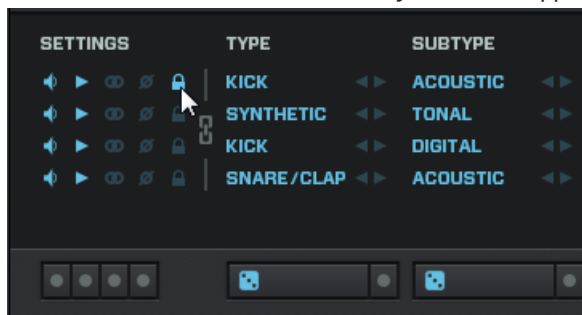 SETTINGS TYPE SUBTYPE
KICK ACOUSTIC
SYNTHETIC TONAL
KICK DIGITAL
SNARE/CLAP ACOUSTIC